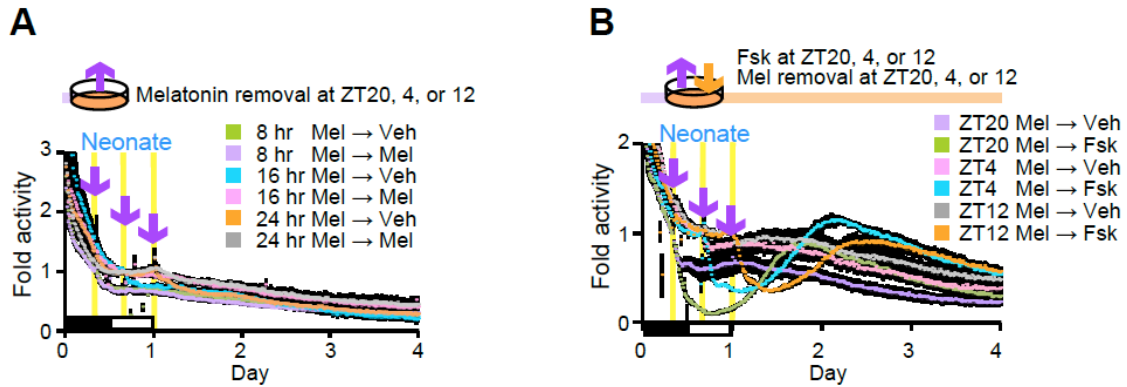 A
Melatonin removal at ZT20, 4, or 12
Neonate
8 hr Mel → Veh
8 hr Mel → Mel
16 hr Mel → Veh
16 hr Mel → Mel
24 hr Mel → Veh
24 hr Mel → Mel
Fold activity
3
2
1
0
0 1 2 3 4
Day
B
Fsk at ZT20, 4, or 12
Mel removal at ZT20, 4, or 12
Neonate
ZT20 Mel → Veh
ZT20 Mel → Fsk
ZT4 Mel → Veh
ZT4 Mel → Fsk
ZT12 Mel → Veh
ZT12 Mel → Fsk
Fold activity
2
1
0
0 1 2 3 4
Day